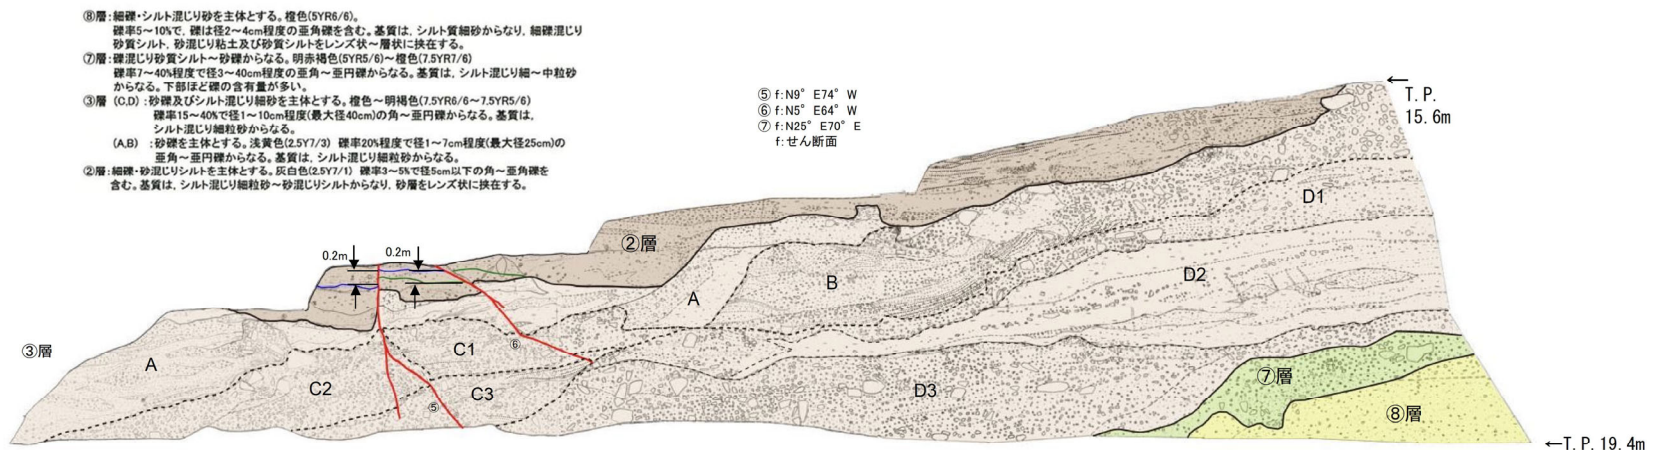 ⑧層:細礫・シルト混じり砂を主体とする。橙色(5YR6/6)。
礫率5～10%で、礫は径2～4cm程度の亜角礫を含む。基質は、シルト質細砂からなり、細礫混じり
砂質シルト、砂混じり粘土及び砂質シルトをレンズ状～層状に挟在する。
⑦層:礫混じり砂質シルト～砂礫からなる。明赤褐色(5YR5/6)～橙色(7.5YR7/6)
礫率7～40%程度で径3～40cm程度の亜角～亜円礫からなる。基質は、シルト混じり細～中粒砂
からなる。下部ほど礫の含有量が多い。
③層 (C,D):砂礫及びシルト混じり細砂を主体とする。橙色～明褐色(7.5YR6/6～7.5YR5/6)
礫率15～40%で径1～10cm程度(最大径40cm)の角～亜円礫からなる。基質は、
シルト混じり細粒砂からなる。
(A,B) :砂礫を主体とする。浅黄色(2.5Y7/3) 礫率20%程度で径1～7cm程度(最大径25cm)の
亜角～亜円礫からなる。基質は、シルト混じり細粒砂からなる。
②層:細礫・砂混じりシルトを主体とする。灰白色(2.5Y7/1) 礫率3～5%で径5cm以下の角～亜角礫を
含む。基質は、シルト混じり細粒砂～砂混じりシルトからなり、砂層をレンズ状に挟在する。
⑤ f:N9°E74°W
⑥ f:N5°E64°W
⑦ f:N25°E70°E
f:せん断面
←
T.P.
15.6m
D1
②層
0.2m
0.2m
D2
B
A
③層
A
C1
⑥
C2
C3
⑤
D3
⑦層
⑧層
←T.P.19.4m